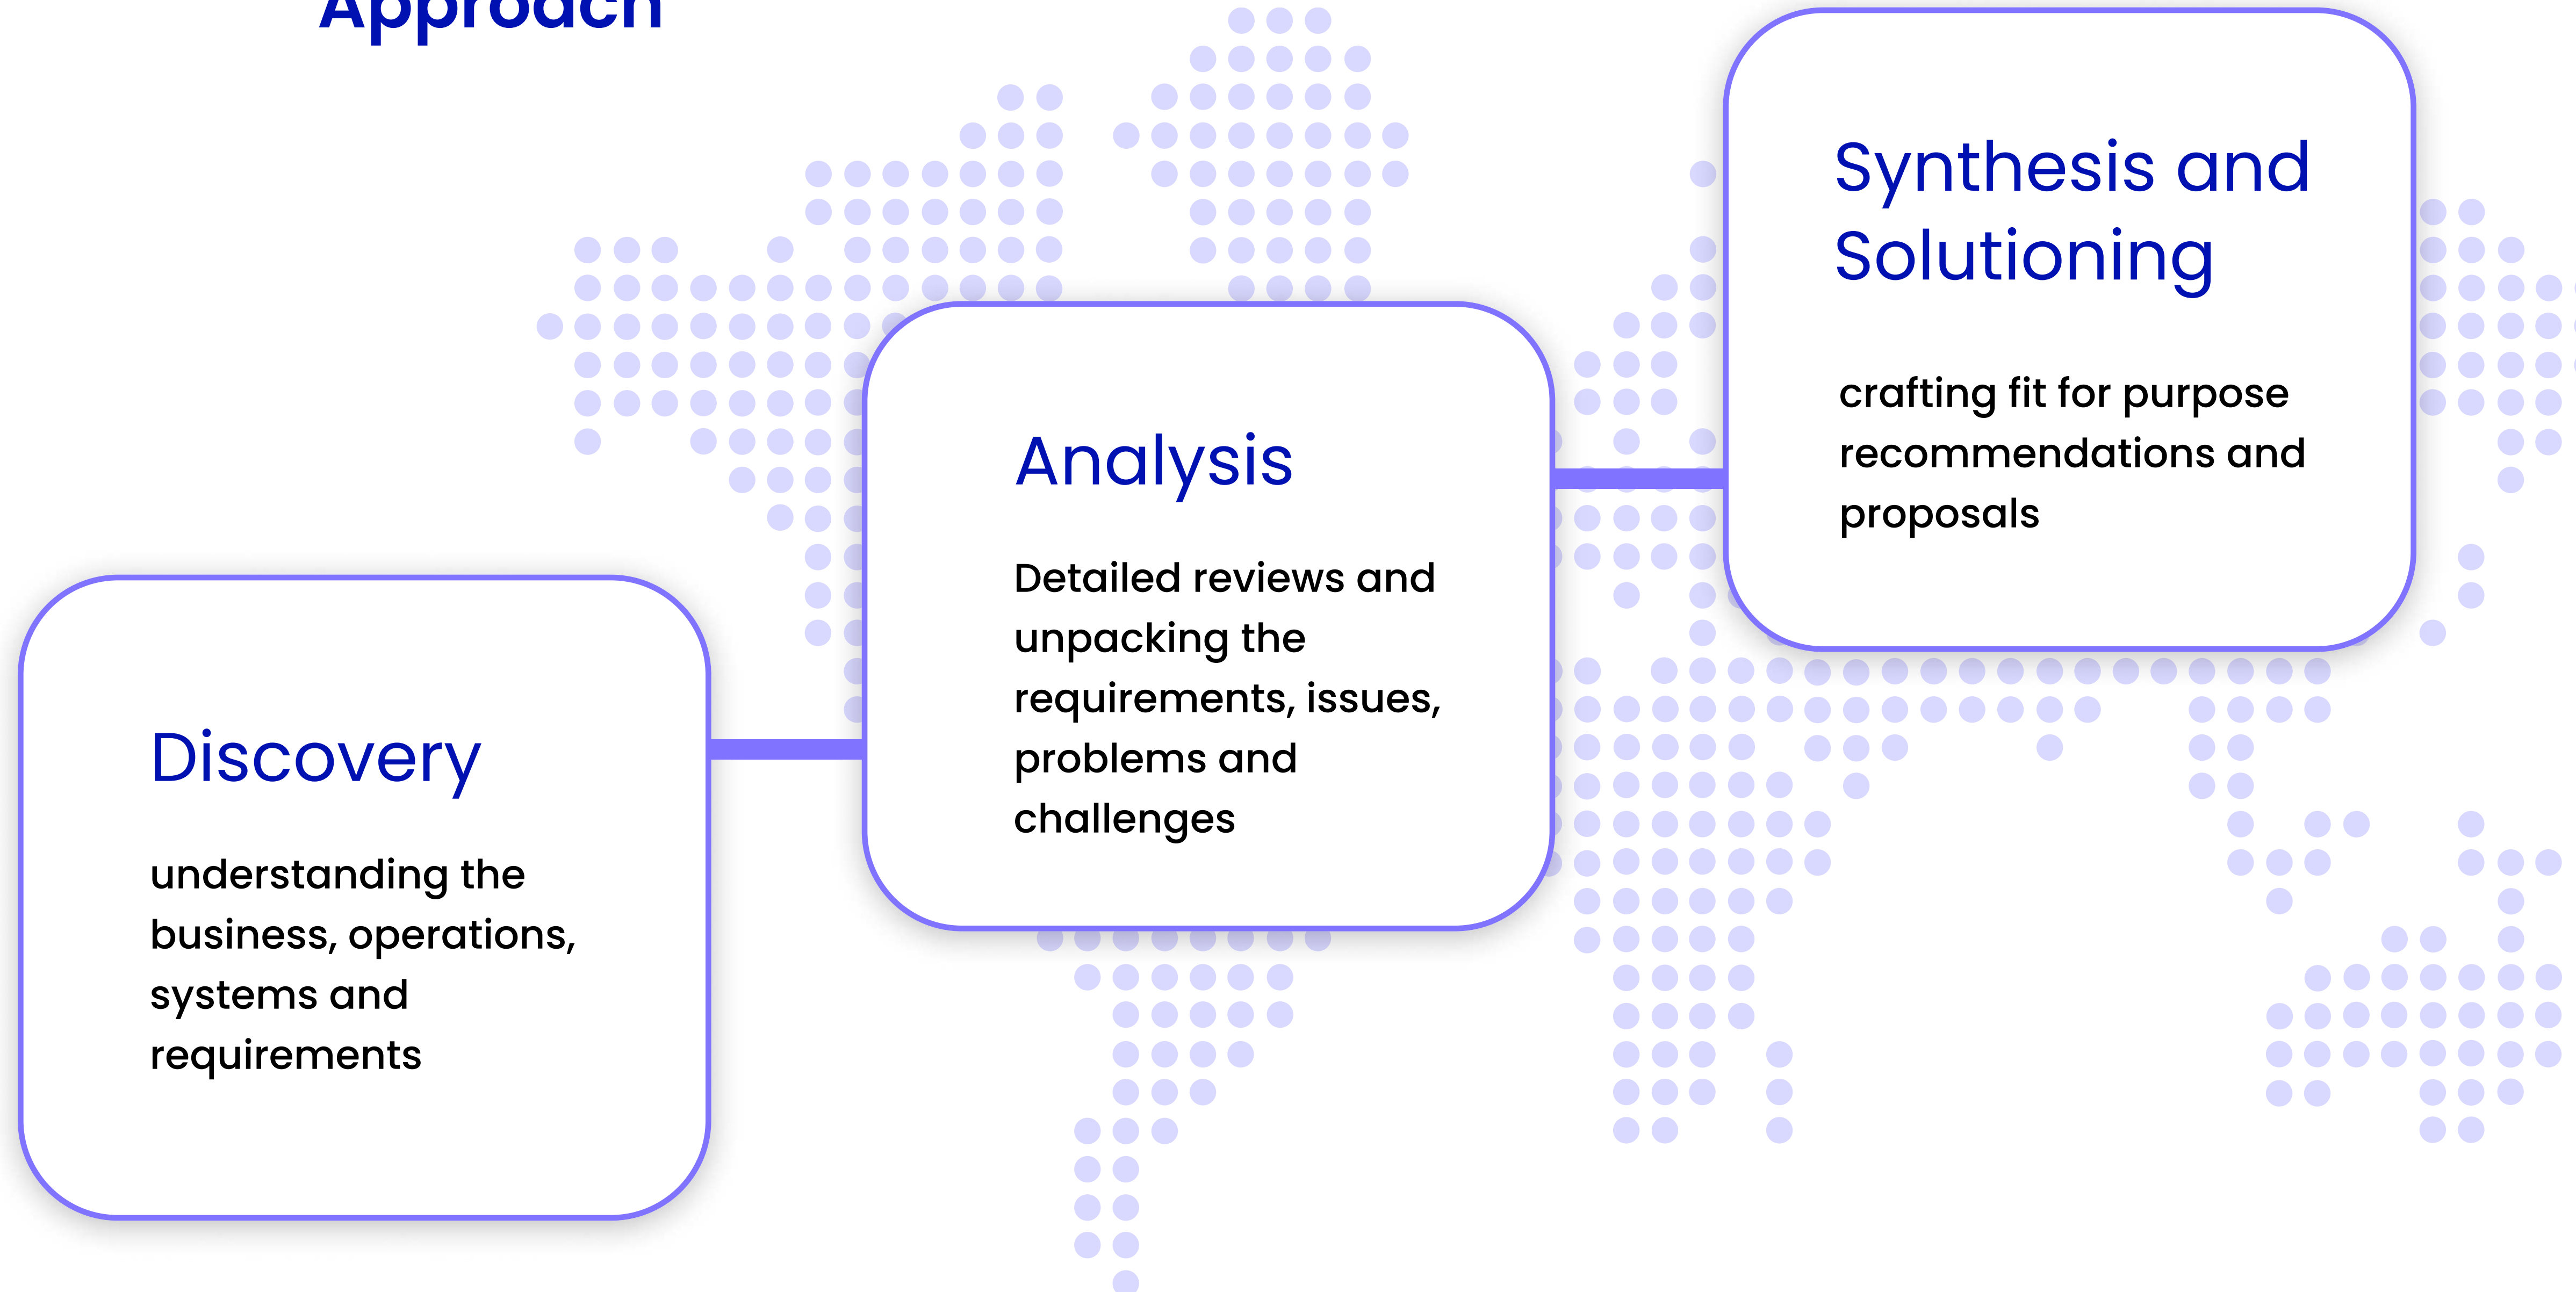 Approach
Synthesis and
Solutioning
crafting fit for purpose
recommendations and
proposals
Analysis
Detailed reviews and
unpacking the
requirements, issues,
problems and
challenges
Discovery
understanding the
business, operations,
systems and
requirements